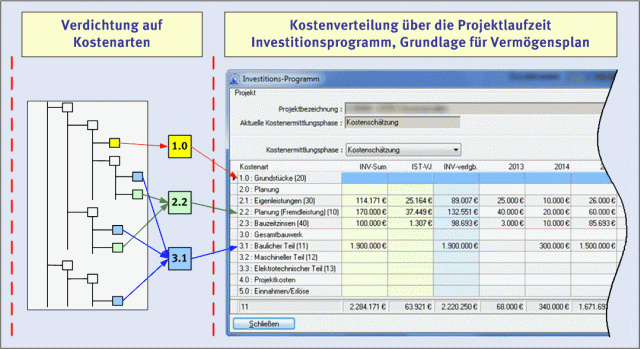 Verdichtung auf
Kostenarten
Kostenverteilung über die Projektlaufzeit
Investitionsprogramm, Grundlage für Vermögensplan
1.0
2.2
3.1
Investitions-Programm
Projekt
Projektbezeichnung :
Aktuelle Kostenermittlungsphase : Kostenschätzung
Kostenermittlungsphase : Kostenschätzung
Kostenart INV-Sum IST-VJ INV-verfgb. 2013 2014
1.0 : Grundstücke (20)
2.0 : Planung
2.1 : Eigenleistungen (30) 114.171 € 25.164 € 89.007 € 25.000 € 10.000 € 26.000
2.2 : Planung (Fremdleistung) (10) 170.000 € 37.449 € 132.551 € 40.000 € 20.000 € 60.000
2.3 : Bauzeitzinsen (40) 100.000 € 1.307 € 98.693 € 3.000 € 10.000 € 85.693
3.0 : Gesamtbauwerk
3.1 : Baulicher Teil (11) 1.900.000 € 1.900.000 € 300.000 € 1.500.000
3.2 : Maschineller Teil (12)
3.3 : Elektrotechnischer Teil (13)
4.0 : Projektkosten
5.0 : Einnahmen/Erlöse
11 2.284.171 € 63.921 € 2.220.250 € 68.000 € 340.000 € 1.671.693
Schließen